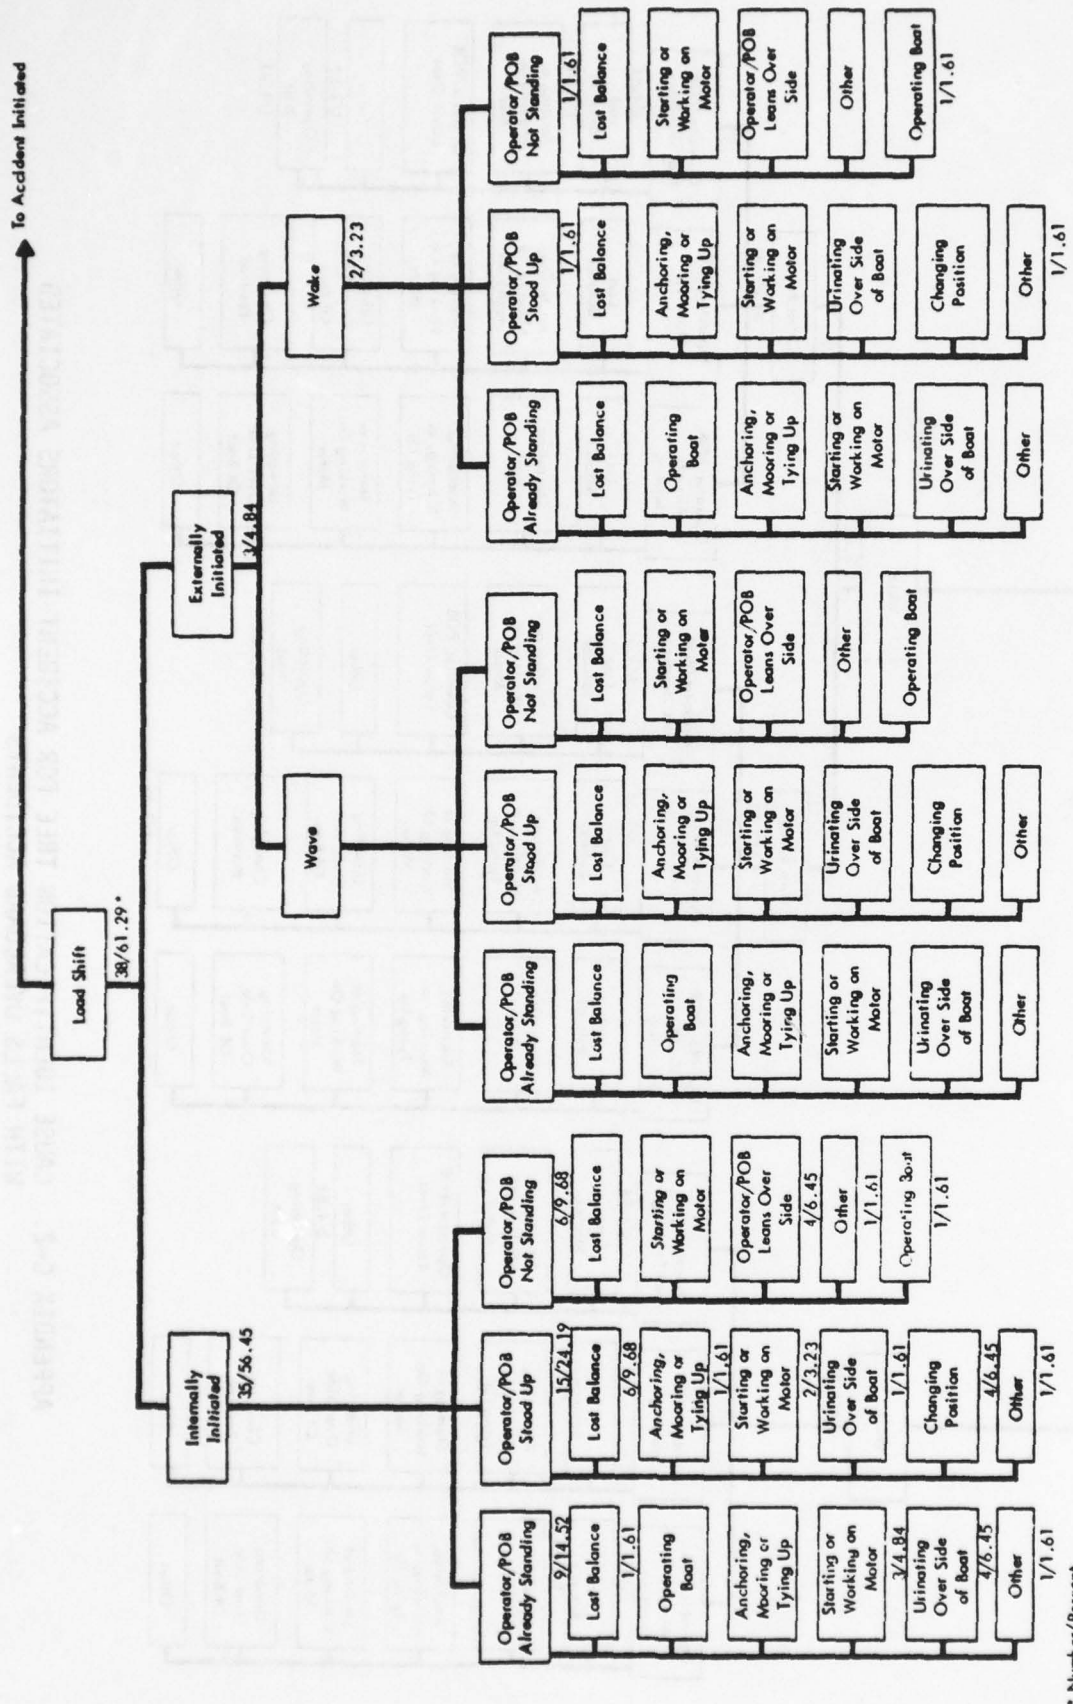 To Accident Initiated
Load Shift
38/61.29*
Internally
Initiated
35/56.45
Externally
Initiated
3/4.84
Wave
Wake
2/3.23
Operator/POB
Already Standing
9/14.52
Lost Balance
1/1.61
Operating
Boat
Anchoring,
Mooring or
Tying Up
Starting or
Working on
Motor
3/4.84
Urinating
Over Side
of Boat
4/6.45
Other
1/1.61
Operator/POB
Stood Up
15/24.19
Lost Balance
6/9.68
Anchoring,
Mooring or
Tying Up
1/1.61
Starting or
Working on
Motor
2/3.23
Urinating
Over Side
of Boat
1/1.61
Changing
Position
4/6.45
Other
1/1.61
Operator/POB
Not Standing
6/9.68
Lost Balance
Starting or
Working on
Motor
Operator/POB
Leans Over
Side
4/6.45
Other
1/1.61
Operating Boat
1/1.61
Operator/POB
Already Standing
Lost Balance
Operating
Boat
Anchoring,
Mooring or
Tying Up
Starting or
Working on
Motor
Urinating
Over Side
of Boat
Other
Operator/POB
Stood Up
Lost Balance
Anchoring,
Mooring or
Tying Up
Starting or
Working on
Motor
Urinating
Over Side
of Boat
Changing
Position
Other
Operator/POB
Not Standing
Lost Balance
Starting or
Working on
Motor
Operator/POB
Leans Over
Side
Other
Operating Boat
Operator/POB
Already Standing
Lost Balance
Operating
Boat
Anchoring,
Mooring or
Tying Up
Starting or
Working on
Motor
Urinating
Over Side
of Boat
Other
Operator/POB
Stood Up
1/1.61
Lost Balance
Anchoring,
Mooring or
Tying Up
Starting or
Working on
Motor
Urinating
Over Side
of Boat
Changing
Position
Other
1/1.61
Operator/POB
Not Standing
1/1.61
Lost Balance
Starting or
Working on
Motor
Operator/POB
Leans Over
Side
Other
Operating Boat
1/1.61
Number/Percent